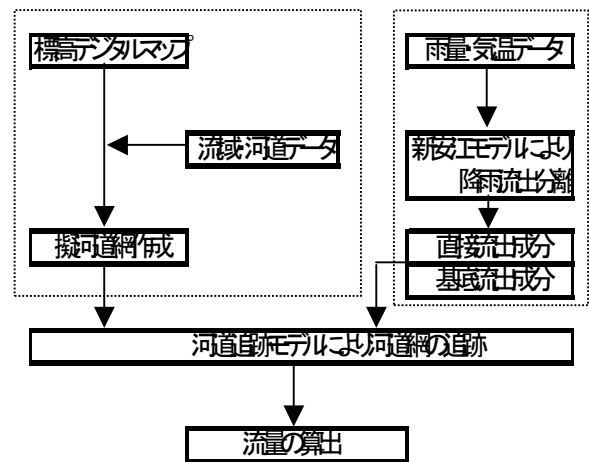 標高デジタルマップ
雨量・気温データ
流域・河道データ
新安江モデルにより
降雨流出分離
擬河道網作成
直接流出成分
基底流出成分
河道追跡モデルにより河道網の追跡
流量の算出